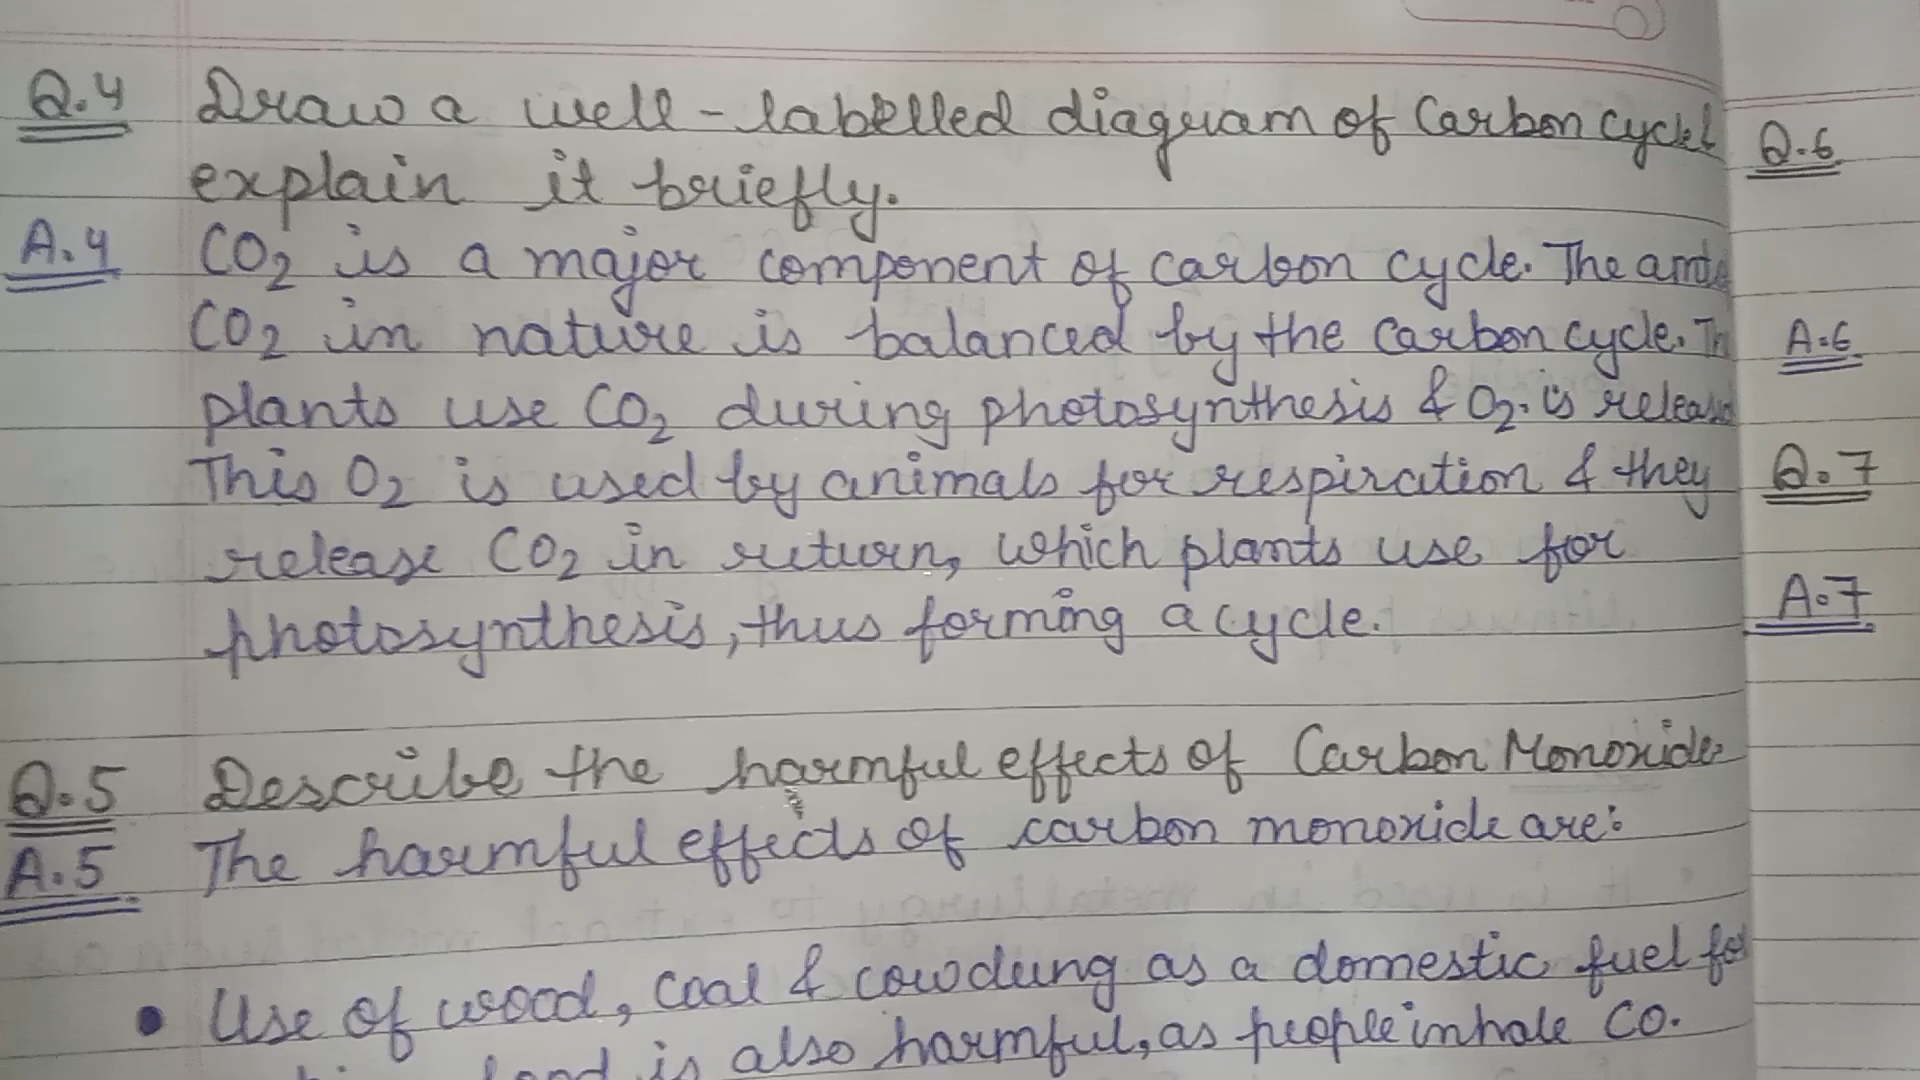 Q.4 Draw a well-labelled diagram of Carbon cycle
explain it briefly.
A.4 CO2 is a major component of carbon cycle. The amt.
CO2 in nature is balanced by the carbon cycle.
plants use CO2 during photosynthesis & O2 is released
This O2 is used by animals for respiration & they
release CO2 in return, which plants use for
photosynthesis, thus forming a cycle.
Q.5 Describe the harmful effects of Carbon Monoxide
A.5 The harmful effects of carbon monoxide are:
• Use of wood, coal & cowdung as a domestic fuel for
is also harmful, as people inhale CO.
Q.6
A.6
Q.7
A.7